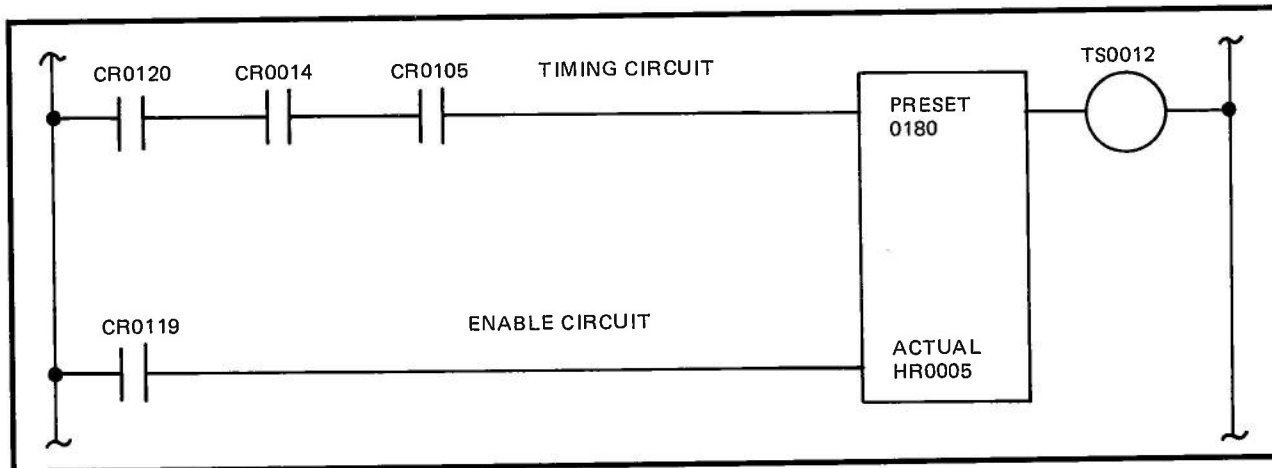 CR0120
CR0014
CR0105
TIMING CIRCUIT
PRESET
0180
TS0012
CR0119
ENABLE CIRCUIT
ACTUAL
HR0005